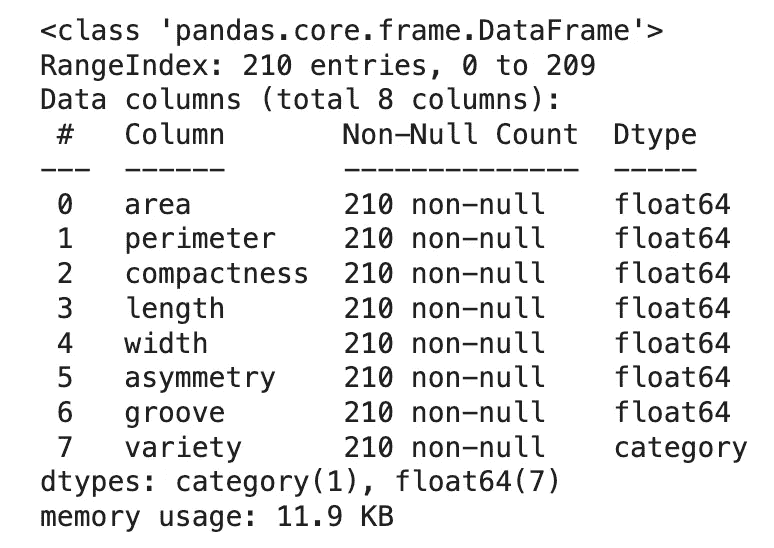 <class 'pandas.core.frame.DataFrame'>
RangeIndex: 210 entries, 0 to 209
Data columns (total 8 columns):
 #   Column       Non-Null Count  Dtype
---  ------       --------------  -----
 0   area         210 non-null    float64
 1   perimeter    210 non-null    float64
 2   compactness  210 non-null    float64
 3   length       210 non-null    float64
 4   width        210 non-null    float64
 5   asymmetry    210 non-null    float64
 6   groove       210 non-null    float64
 7   variety      210 non-null    category
dtypes: category(1), float64(7)
memory usage: 11.9 KB